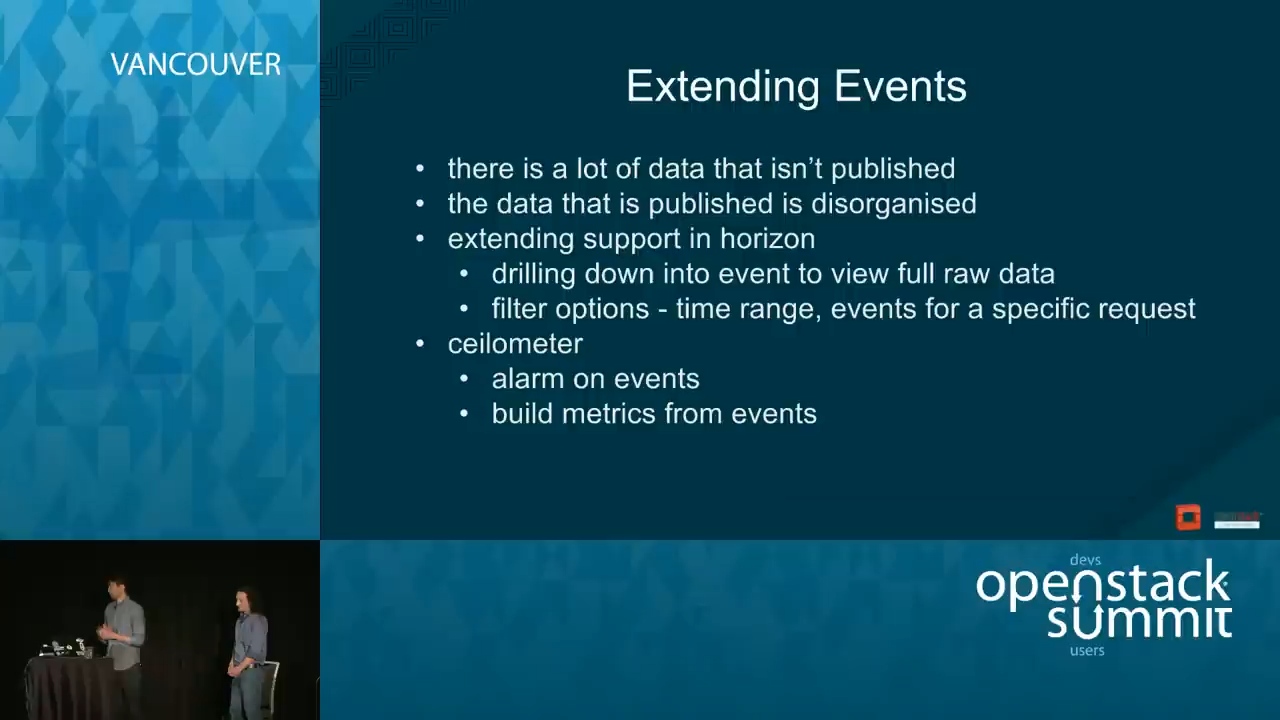 VANCOUVER
Extending Events
• there is a lot of data that isn’t published
• the data that is published is disorganised
• extending support in horizon
• drilling down into event to view full raw data
• filter options - time range, events for a specific request
• ceilometer
• alarm on events
• build metrics from events
devs
openstack
summit
users